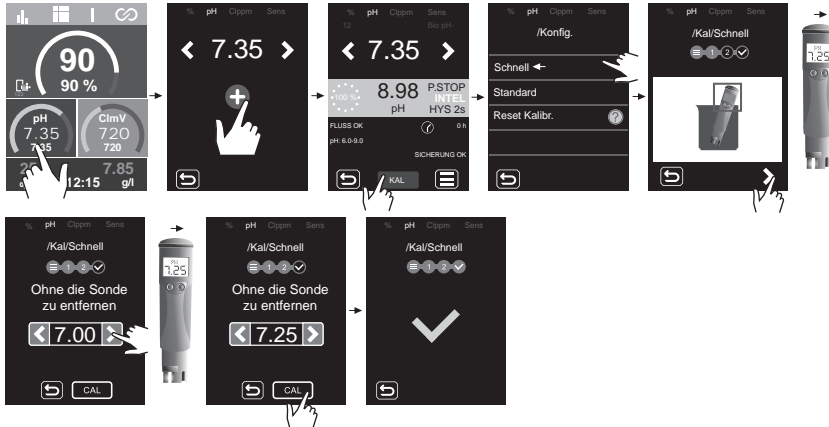 90
90 %
pH
7.35
7.35
ClmV
720
720
25
7.85
12:15
g/l
% pH Clppm Sens
7.35
% pH Clppm Sens
12
Bio pH-
7.35
100 %
8.98
pH
P.STOP
INTEL
HYS 2s
FLUSS OK
0 h
pH: 6.0-9.0
SICHERUNG OK
KAL
% pH Clppm Sens
/Konfig.
Schnell
Standard
Reset Kalibr.
?
% pH Clppm Sens
/Kal/Schnell
1 2
PH
7.25
% pH Clppm Sens
/Kal/Schnell
1 2
Ohne die Sonde
zu entfernen
7.00
CAL
PH
7.25
% pH Clppm Sens
/Kal/Schnell
1 2
Ohne die Sonde
zu entfernen
7.25
CAL
% pH Clppm Sens
/Kal/Schnell
1 2